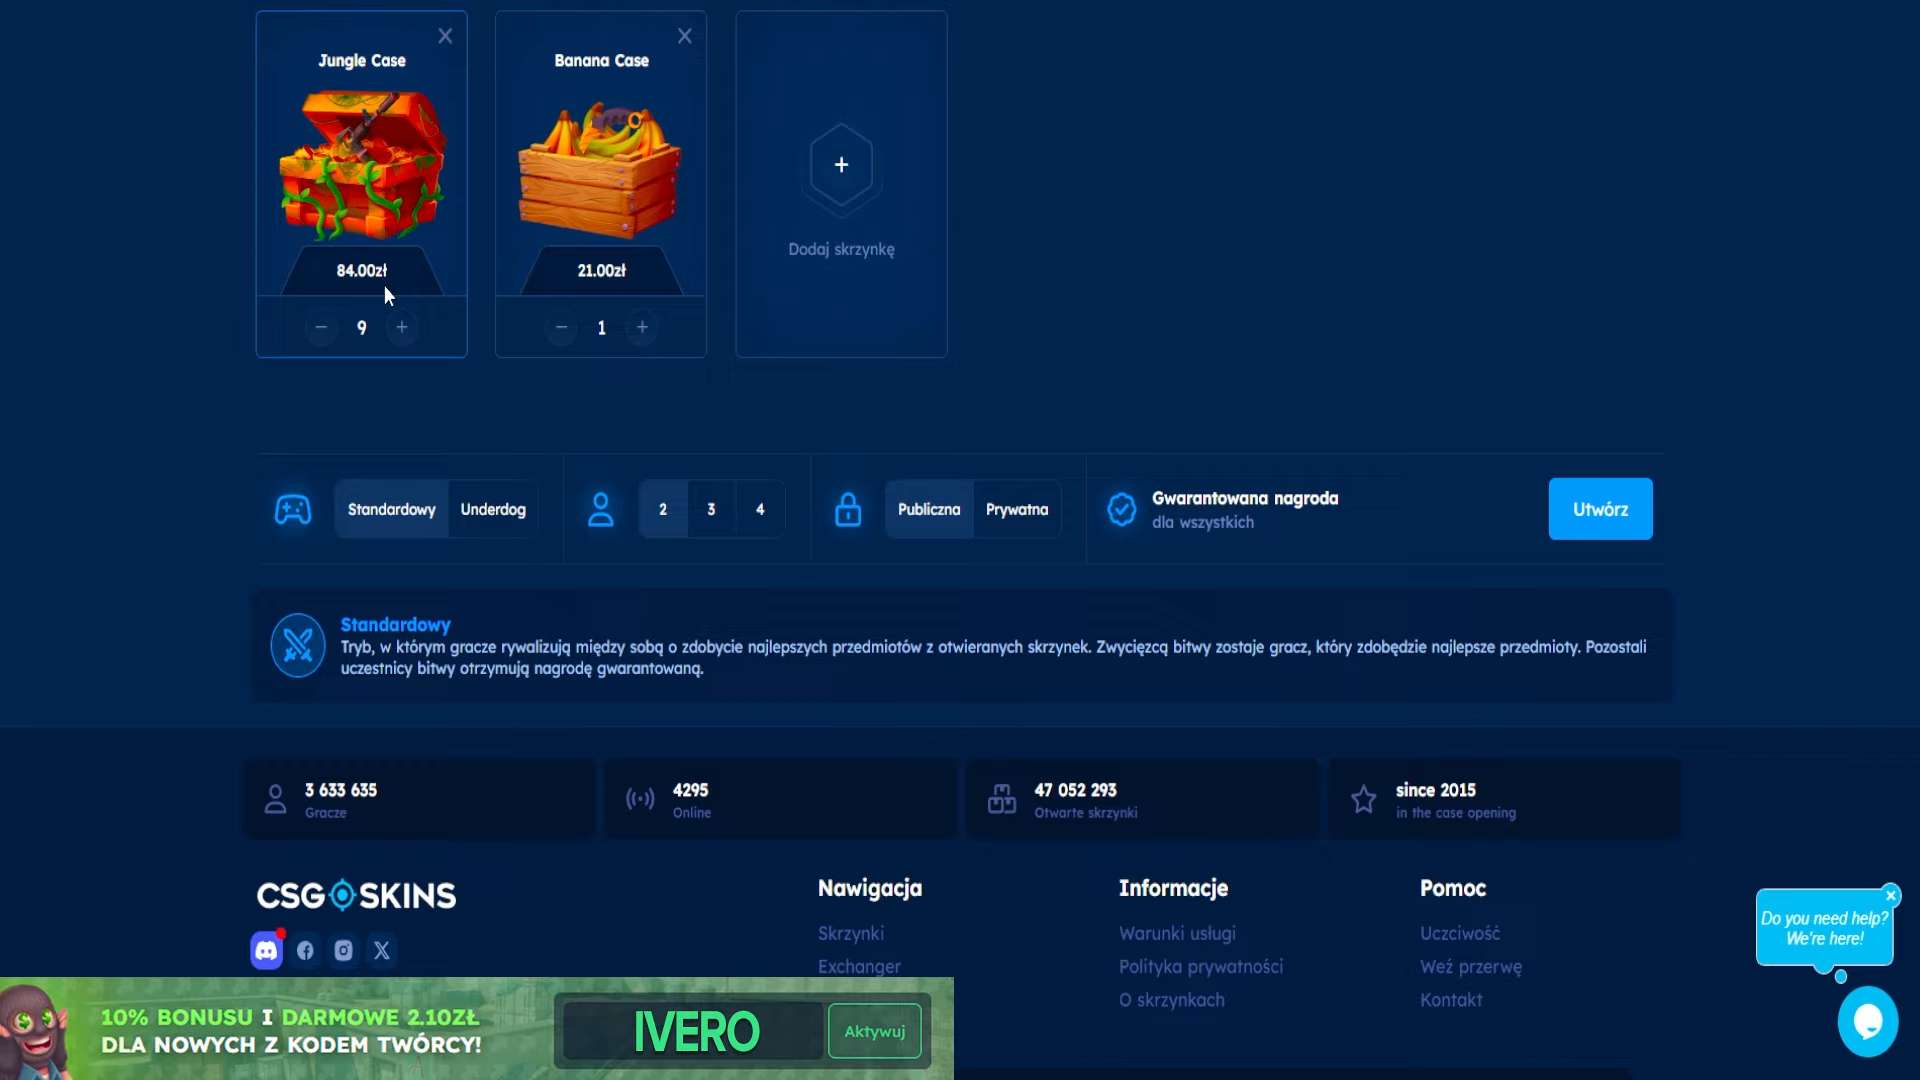 Jungle Case
Banana Case
84.00zł
21.00zł
Dodaj skrzynkę
9
1
Standardowy
Underdog
2
3
4
Publiczna
Prywatna
Gwarantowana nagroda
dla wszystkich
Utwórz
Standardowy
Tryb, w którym gracze rywalizują między sobą o zdobycie najlepszych przedmiotów z otwieranych skrzynek. Zwycięzcą bitwy zostaje gracz, który zdobędzie najlepsze przedmioty. Pozostali
uczestnicy bitwy otrzymują nagrodę gwarantowaną.
3 633 635
Gracze
4295
Online
47 052 293
Otwarte skrzynki
since 2015
in the case opening
CSGOSKINS
Nawigacja
Skrzynki
Exchanger
Informacje
Warunki usługi
Polityka prywatności
O skrzynkach
Pomoc
Uczciwość
Weź przerwę
Kontakt
Do you need help?
We're here!
10% BONUSU I DARMOWE 2.10ZŁ
DLA NOWYCH Z KODEM TWÓRCY!
IVERO
Aktywuj